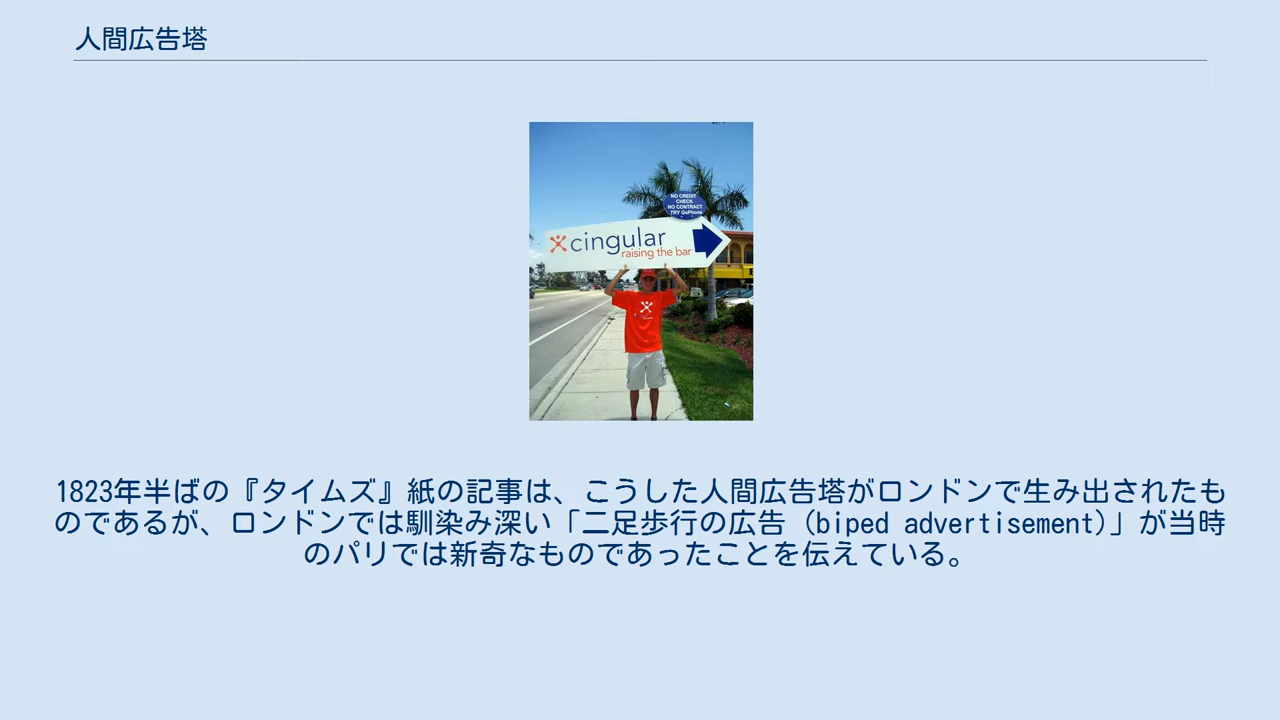 人間広告塔
NO CREDIT
CHECK
NO CONTRACT
TRY GoPhone
cingular
raising the bar
1823年半ばの『タイムズ』紙の記事は、こうした人間広告塔がロンドンで生み出されたも
のであるが、ロンドンでは馴染み深い「二足歩行の広告 (biped advertisement)」が当時
のパリでは新奇なものであったことを伝えている。